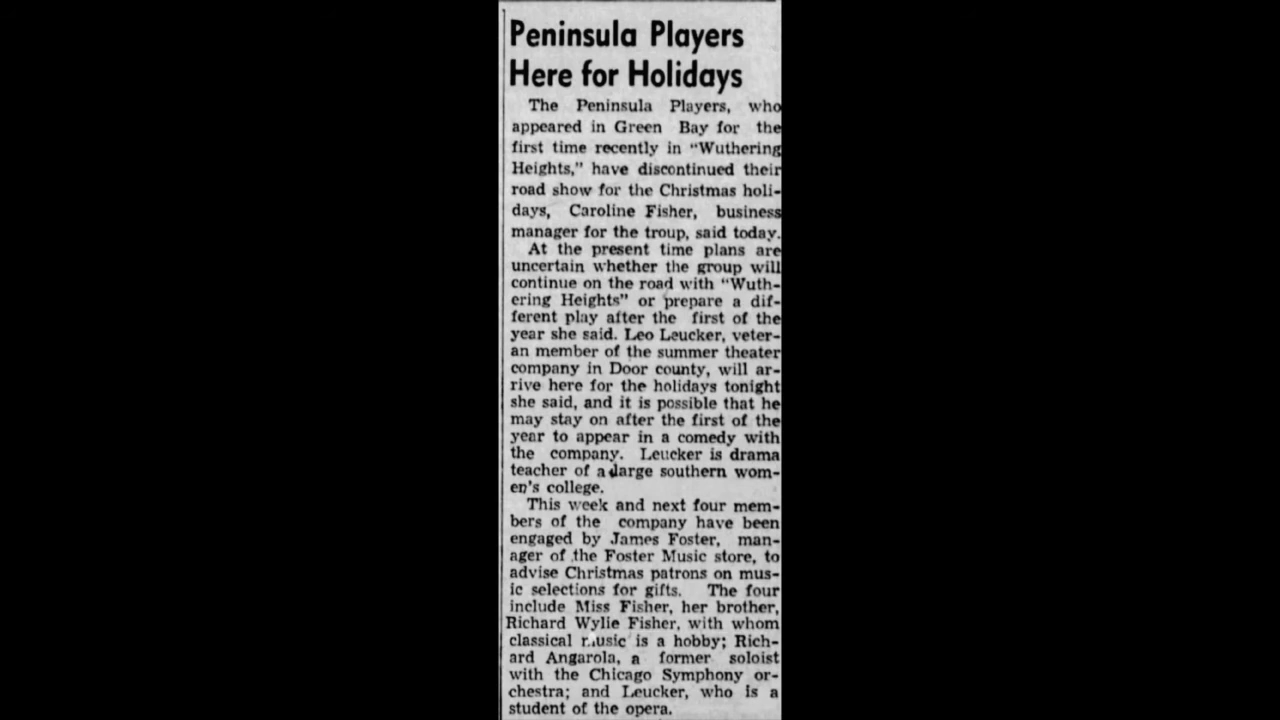 Peninsula Players
Here for Holidays
The Peninsula Players, who
appeared in Green Bay for the
first time recently in "Wuthering
Heights," have discontinued their
road show for the Christmas holi-
days, Caroline Fisher, business
manager for the troup, said today.
At the present time plans are
uncertain whether the group will
continue on the road with "Wuth-
ering Heights" or prepare a dif-
ferent play after the first of the
year she said. Leo Leucker, veter-
an member of the summer theater
company in Door county, will ar-
rive here for the holidays tonight
she said, and it is possible that he
may stay on after the first of the
year to appear in a comedy with
the company. Leucker is drama
teacher of a large southern wom-
en's college.
This week and next four mem-
bers of the company have been
engaged by James Foster, man-
ager of the Foster Music store, to
advise Christmas patrons on mus-
ic selections for gifts. The four
include Miss Fisher, her brother,
Richard Wylie Fisher, with whom
classical music is a hobby; Rich-
ard Angarola, a former soloist
with the Chicago Symphony or-
chestra; and Leucker, who is a
student of the opera.